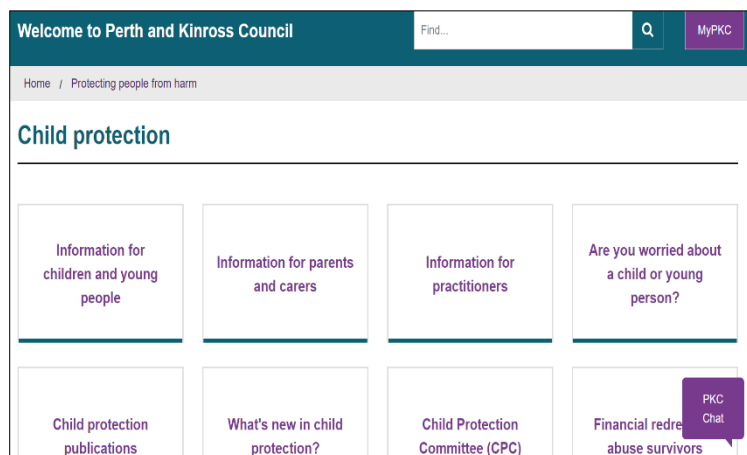 Welcome to Perth and Kinross Council
Find...
MyPKC
Home / Protecting people from harm
Child protection
Information for
children and young
people
Information for parents
and carers
Information for
practitioners
Are you worried about
a child or young
person?
Child protection
publications
What's new in child
protection?
Child Protection
Committee (CPC)
Financial redre
abuse survivors
PKC
Chat